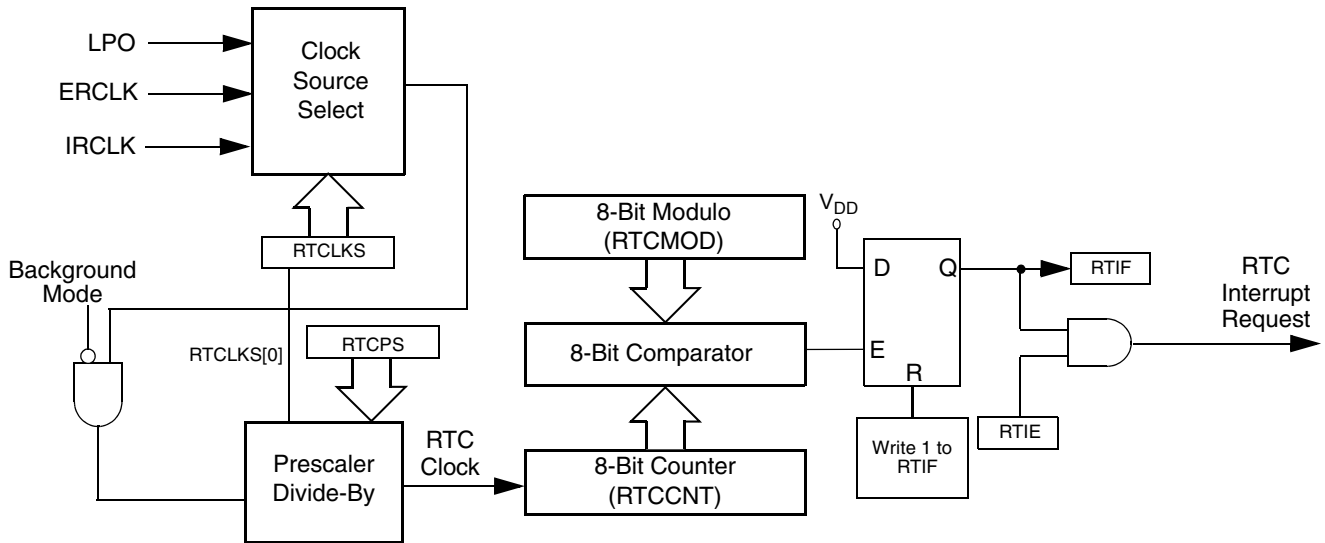 LPO
ERCLK
IRCLK
Clock
Source
Select
RTCLKS
Background
Mode
RTCLKS[0]
RTCPS
Prescaler
Divide-By
RTC
Clock
8-Bit Modulo
(RTCMOD)
8-Bit Comparator
8-Bit Counter
(RTCCNT)
VDD
D
Q
E
R
Write 1 to
RTIF
RTIF
RTIE
RTC
Interrupt
Request